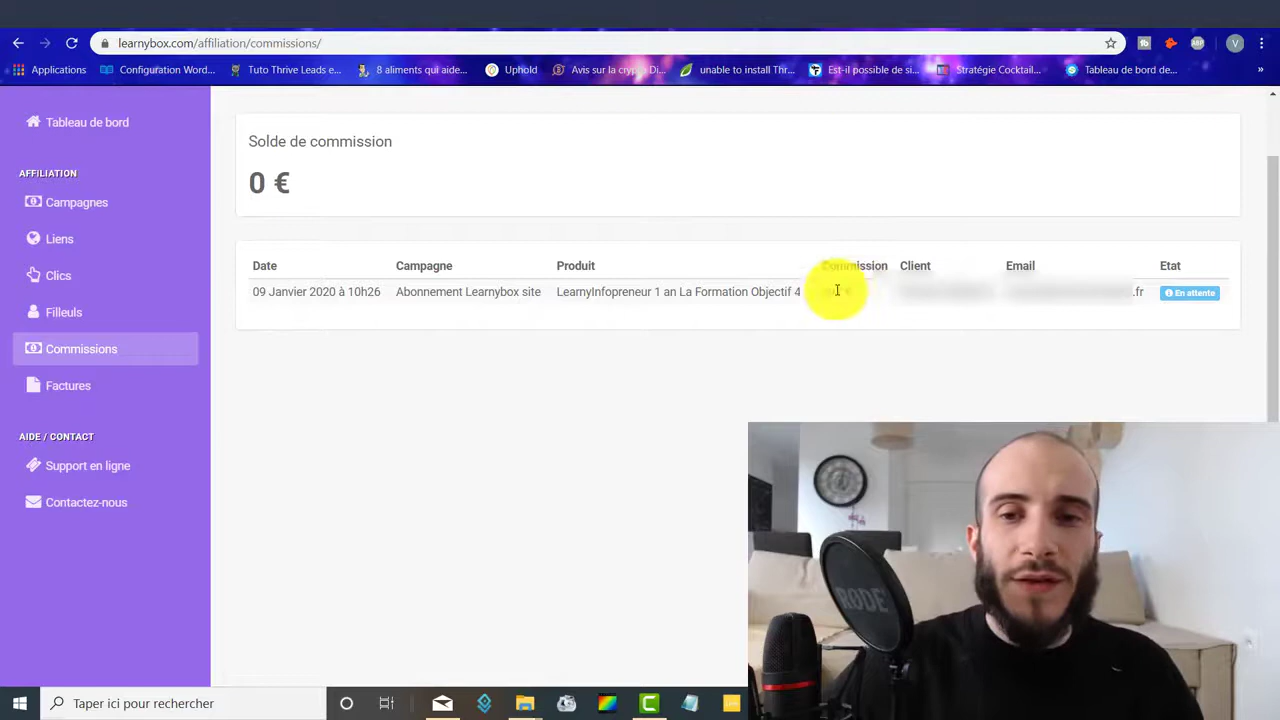 learnybox.com/affiliation/commissions/
ABP V
Applications Configuration Word... Tuto Thrive Leads e... 8 aliments qui aide... Uphold Avis sur la crypto Di... unable to install Thr... Est-il possible de si... Stratégie Cocktail... Tableau de bord de... »
Tableau de bord
AFFILIATION
Campagnes
Liens
Clics
Filleuls
Commissions
Factures
AIDE / CONTACT
Support en ligne
Contactez-nous
Solde de commission
0 €
Date Campagne Produit Commission Client Email Etat
09 Janvier 2020 à 10h26 Abonnement Learnybox site LearnyInfopreneur 1 an La Formation Objectif 4 .fr En attente
RODE
Taper ici pour rechercher